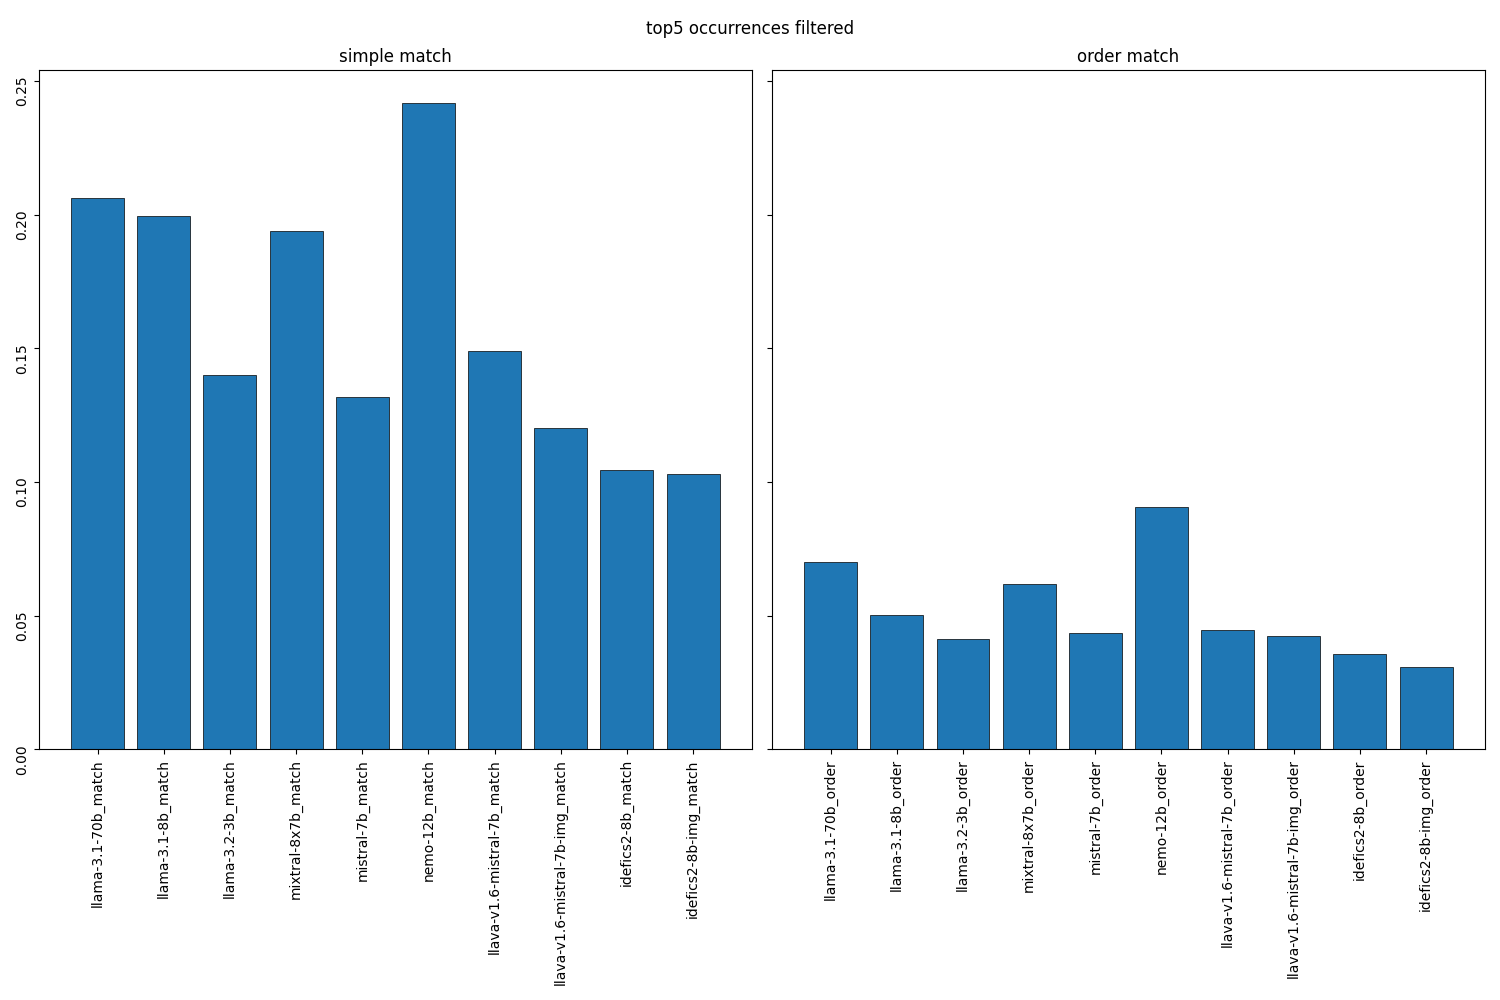 top5 occurrences filtered
simple match
order match
0.25
0.20
0.15
0.10
0.05
0.00
llama-3.1-70b_match
llama-3.1-8b_match
llama-3.2-3b_match
mixtral-8x7b_match
mistral-7b_match
nemo-12b_match
llava-v1.6-mistral-7b_match
llava-v1.6-mistral-7b-img_match
idefics2-8b_match
idefics2-8b-img_match
llama-3.1-70b_order
llama-3.1-8b_order
llama-3.2-3b_order
mixtral-8x7b_order
mistral-7b_order
nemo-12b_order
llava-v1.6-mistral-7b_order
llava-v1.6-mistral-7b-img_order
idefics2-8b_order
idefics2-8b-img_order